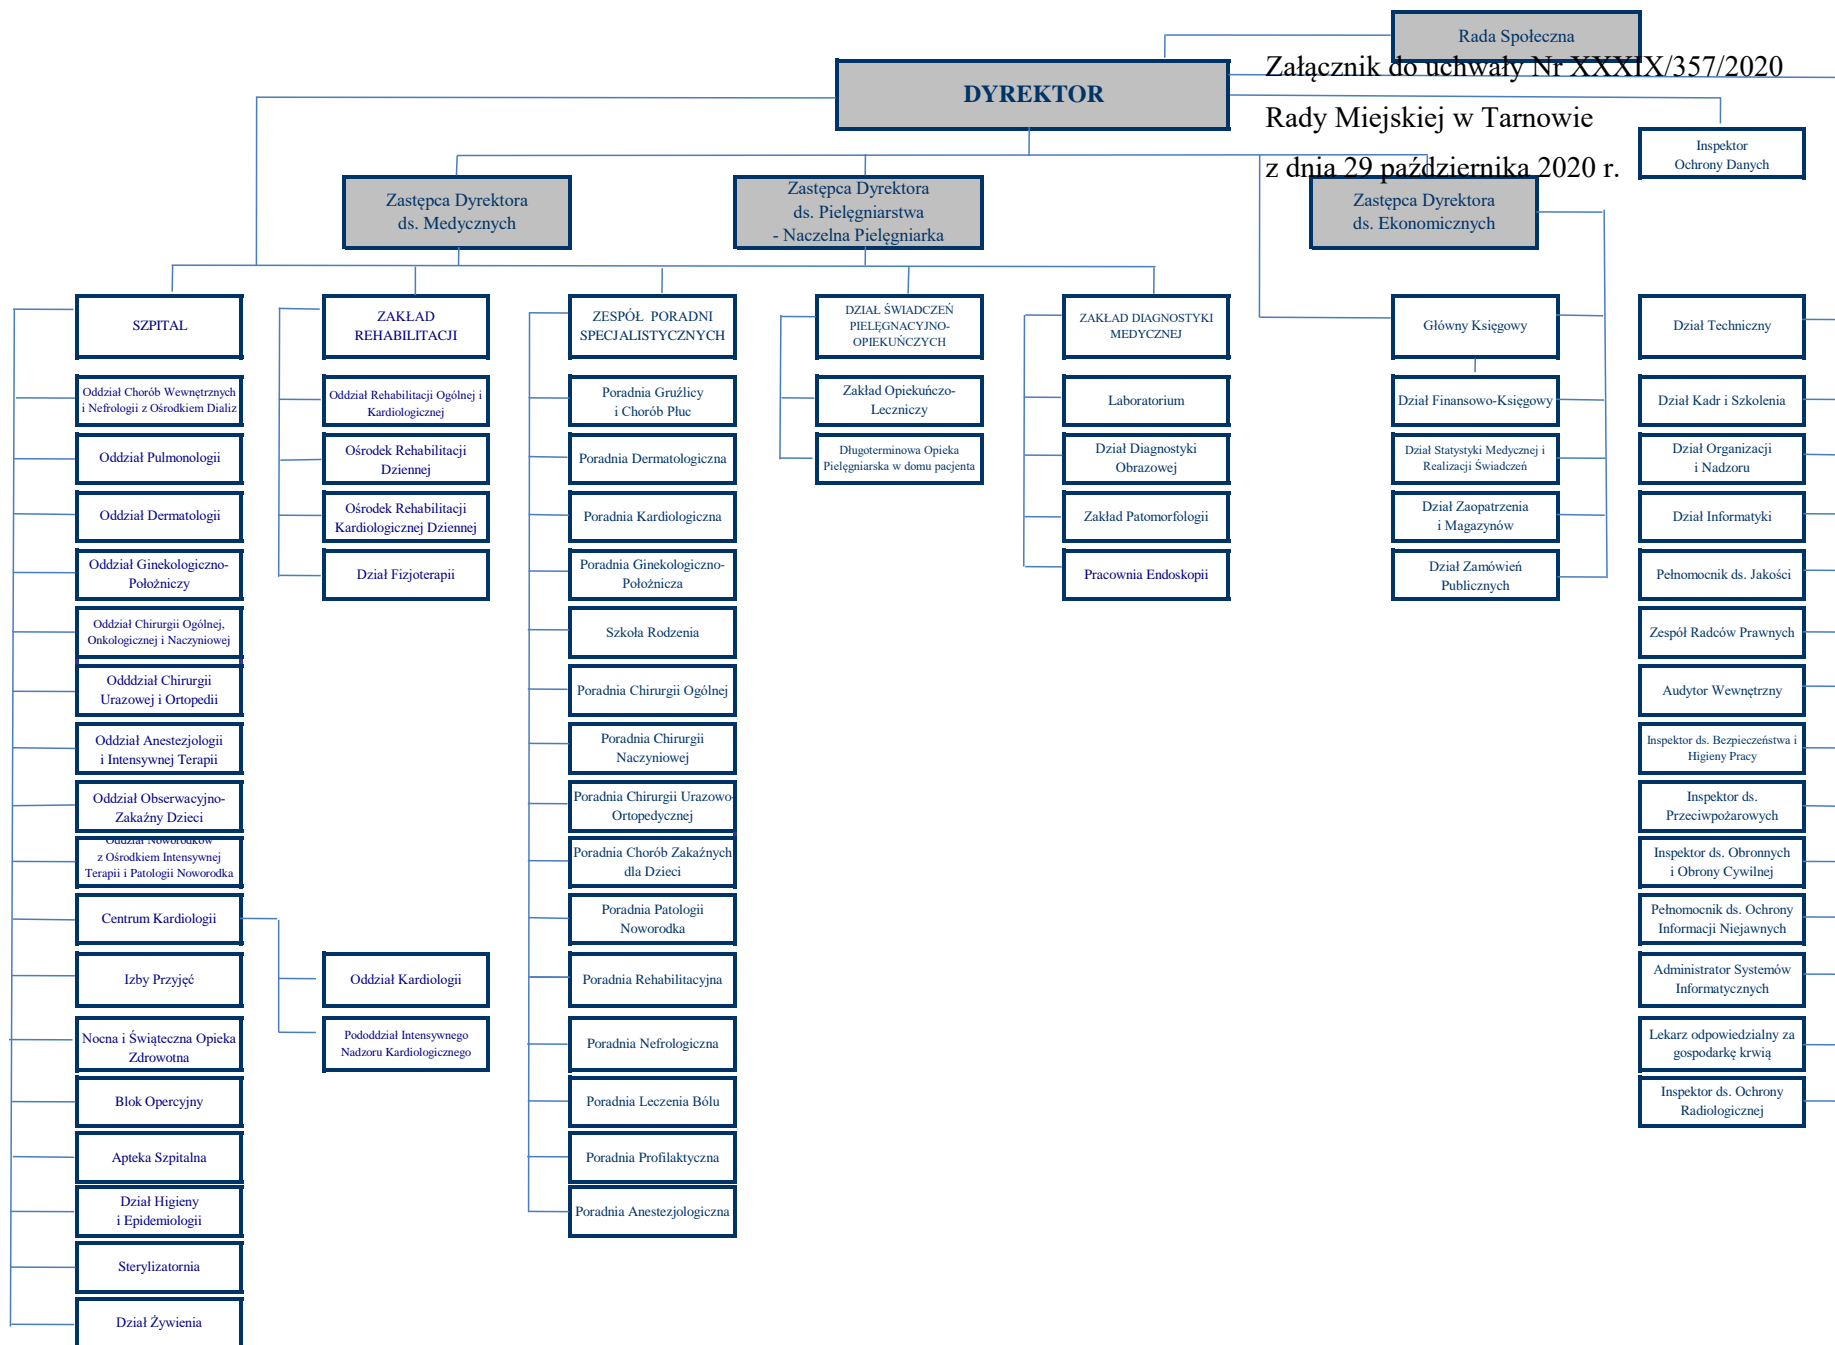 Rada Społeczna
Załącznik do uchwały Nr XXXIX/357/2020
DYREKTOR
Rady Miejskiej w Tarnowie
z dnia 29 października 2020 r.
Inspektor
Ochrony Danych
Zastępca Dyrektora
ds. Medycznych
Zastępca Dyrektora
ds. Pielęgniarstwa
- Naczelna Pielęgniarka
Zastępca Dyrektora
ds. Ekonomicznych
SZPITAL
Oddział Chorób Wewnętrznych
i Nefrologii z Ośrodkiem Dializ
Oddział Pulmonologii
Oddział Dermatologii
Oddział Ginekologiczno-
Położniczy
Oddział Chirurgii Ogólnej,
Onkologicznej i Naczyniowej
Odddział Chirurgii
Urazowej i Ortopedii
Oddział Anestezjologii
i Intensywnej Terapii
Oddział Obserwacyjno-
Zakaźny Dzieci
Oddział Noworodków
z Ośrodkiem Intensywnej
Terapii i Patologii Noworodka
Centrum Kardiologii
Izby Przyjęć
Nocna i Świąteczna Opieka
Zdrowotna
Blok Opercyjny
Apteka Szpitalna
Dział Higieny
i Epidemiologii
Sterylizatornia
Dział Żywienia
ZAKŁAD
REHABILITACJI
Oddział Rehabilitacji Ogólnej i
Kardiologicznej
Ośrodek Rehabilitacji
Dziennej
Ośrodek Rehabilitacji
Kardiologicznej Dziennej
Dział Fizjoterapii
Oddział Kardiologii
Pododdział Intensywnego
Nadzoru Kardiologicznego
ZESPÓŁ PORADNI
SPECJALISTYCZNYCH
Poradnia Gruźlicy
i Chorób Płuc
Poradnia Dermatologiczna
Poradnia Kardiologiczna
Poradnia Ginekologiczno-
Położnicza
Szkoła Rodzenia
Poradnia Chirurgii Ogólnej
Poradnia Chirurgii
Naczyniowej
Poradnia Chirurgii Urazowo-
Ortopedycznej
Poradnia Chorób Zakaźnych
dla Dzieci
Poradnia Patologii
Noworodka
Poradnia Rehabilitacyjna
Poradnia Nefrologiczna
Poradnia Leczenia Bólu
Poradnia Profilaktyczna
Poradnia Anestezjologiczna
DZIAŁ ŚWIADCZEŃ
PIELĘGNACYJNO-
OPIEKUŃCZYCH
Zakład Opiekuńczo-
Leczniczy
Długoterminowa Opieka
Pielęgniarska w domu pacjenta
ZAKŁAD DIAGNOSTYKI
MEDYCZNEJ
Laboratorium
Dział Diagnostyki
Obrazowej
Zakład Patomorfologii
Pracownia Endoskopii
Główny Księgowy
Dział Finansowo-Księgowy
Dział Statystyki Medycznej i
Realizacji Świadczeń
Dział Zaopatrzenia
i Magazynów
Dział Zamówień
Publicznych
Dział Techniczny
Dział Kadr i Szkolenia
Dział Organizacji
i Nadzoru
Dział Informatyki
Pełnomocnik ds. Jakości
Zespół Radców Prawnych
Audytor Wewnętrzny
Inspektor ds. Bezpieczeństwa i
Higieny Pracy
Inspektor ds.
Przeciwpożarowych
Inspektor ds. Obronnych
i Obrony Cywilnej
Pełnomocnik ds. Ochrony
Informacji Niejawnych
Administrator Systemów
Informatycznych
Lekarz odpowiedzialny za
gospodarkę krwią
Inspektor ds. Ochrony
Radiologicznej